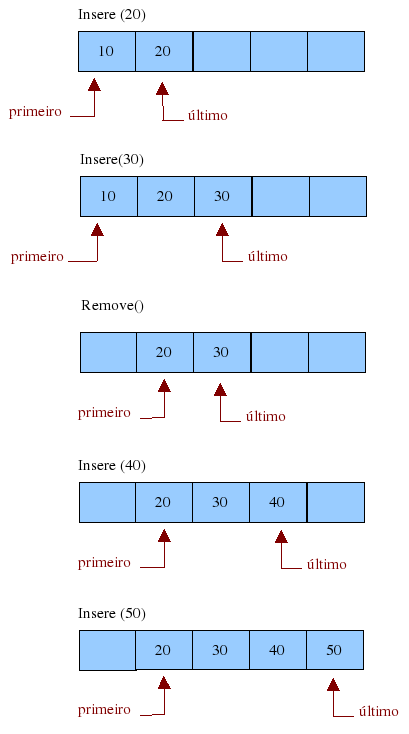 Insere (20)
10 20
primeiro último
Insere(30)
10 20 30
primeiro último
Remove()
20 30
primeiro último
Insere (40)
20 30 40
primeiro último
Insere (50)
20 30 40 50
primeiro último